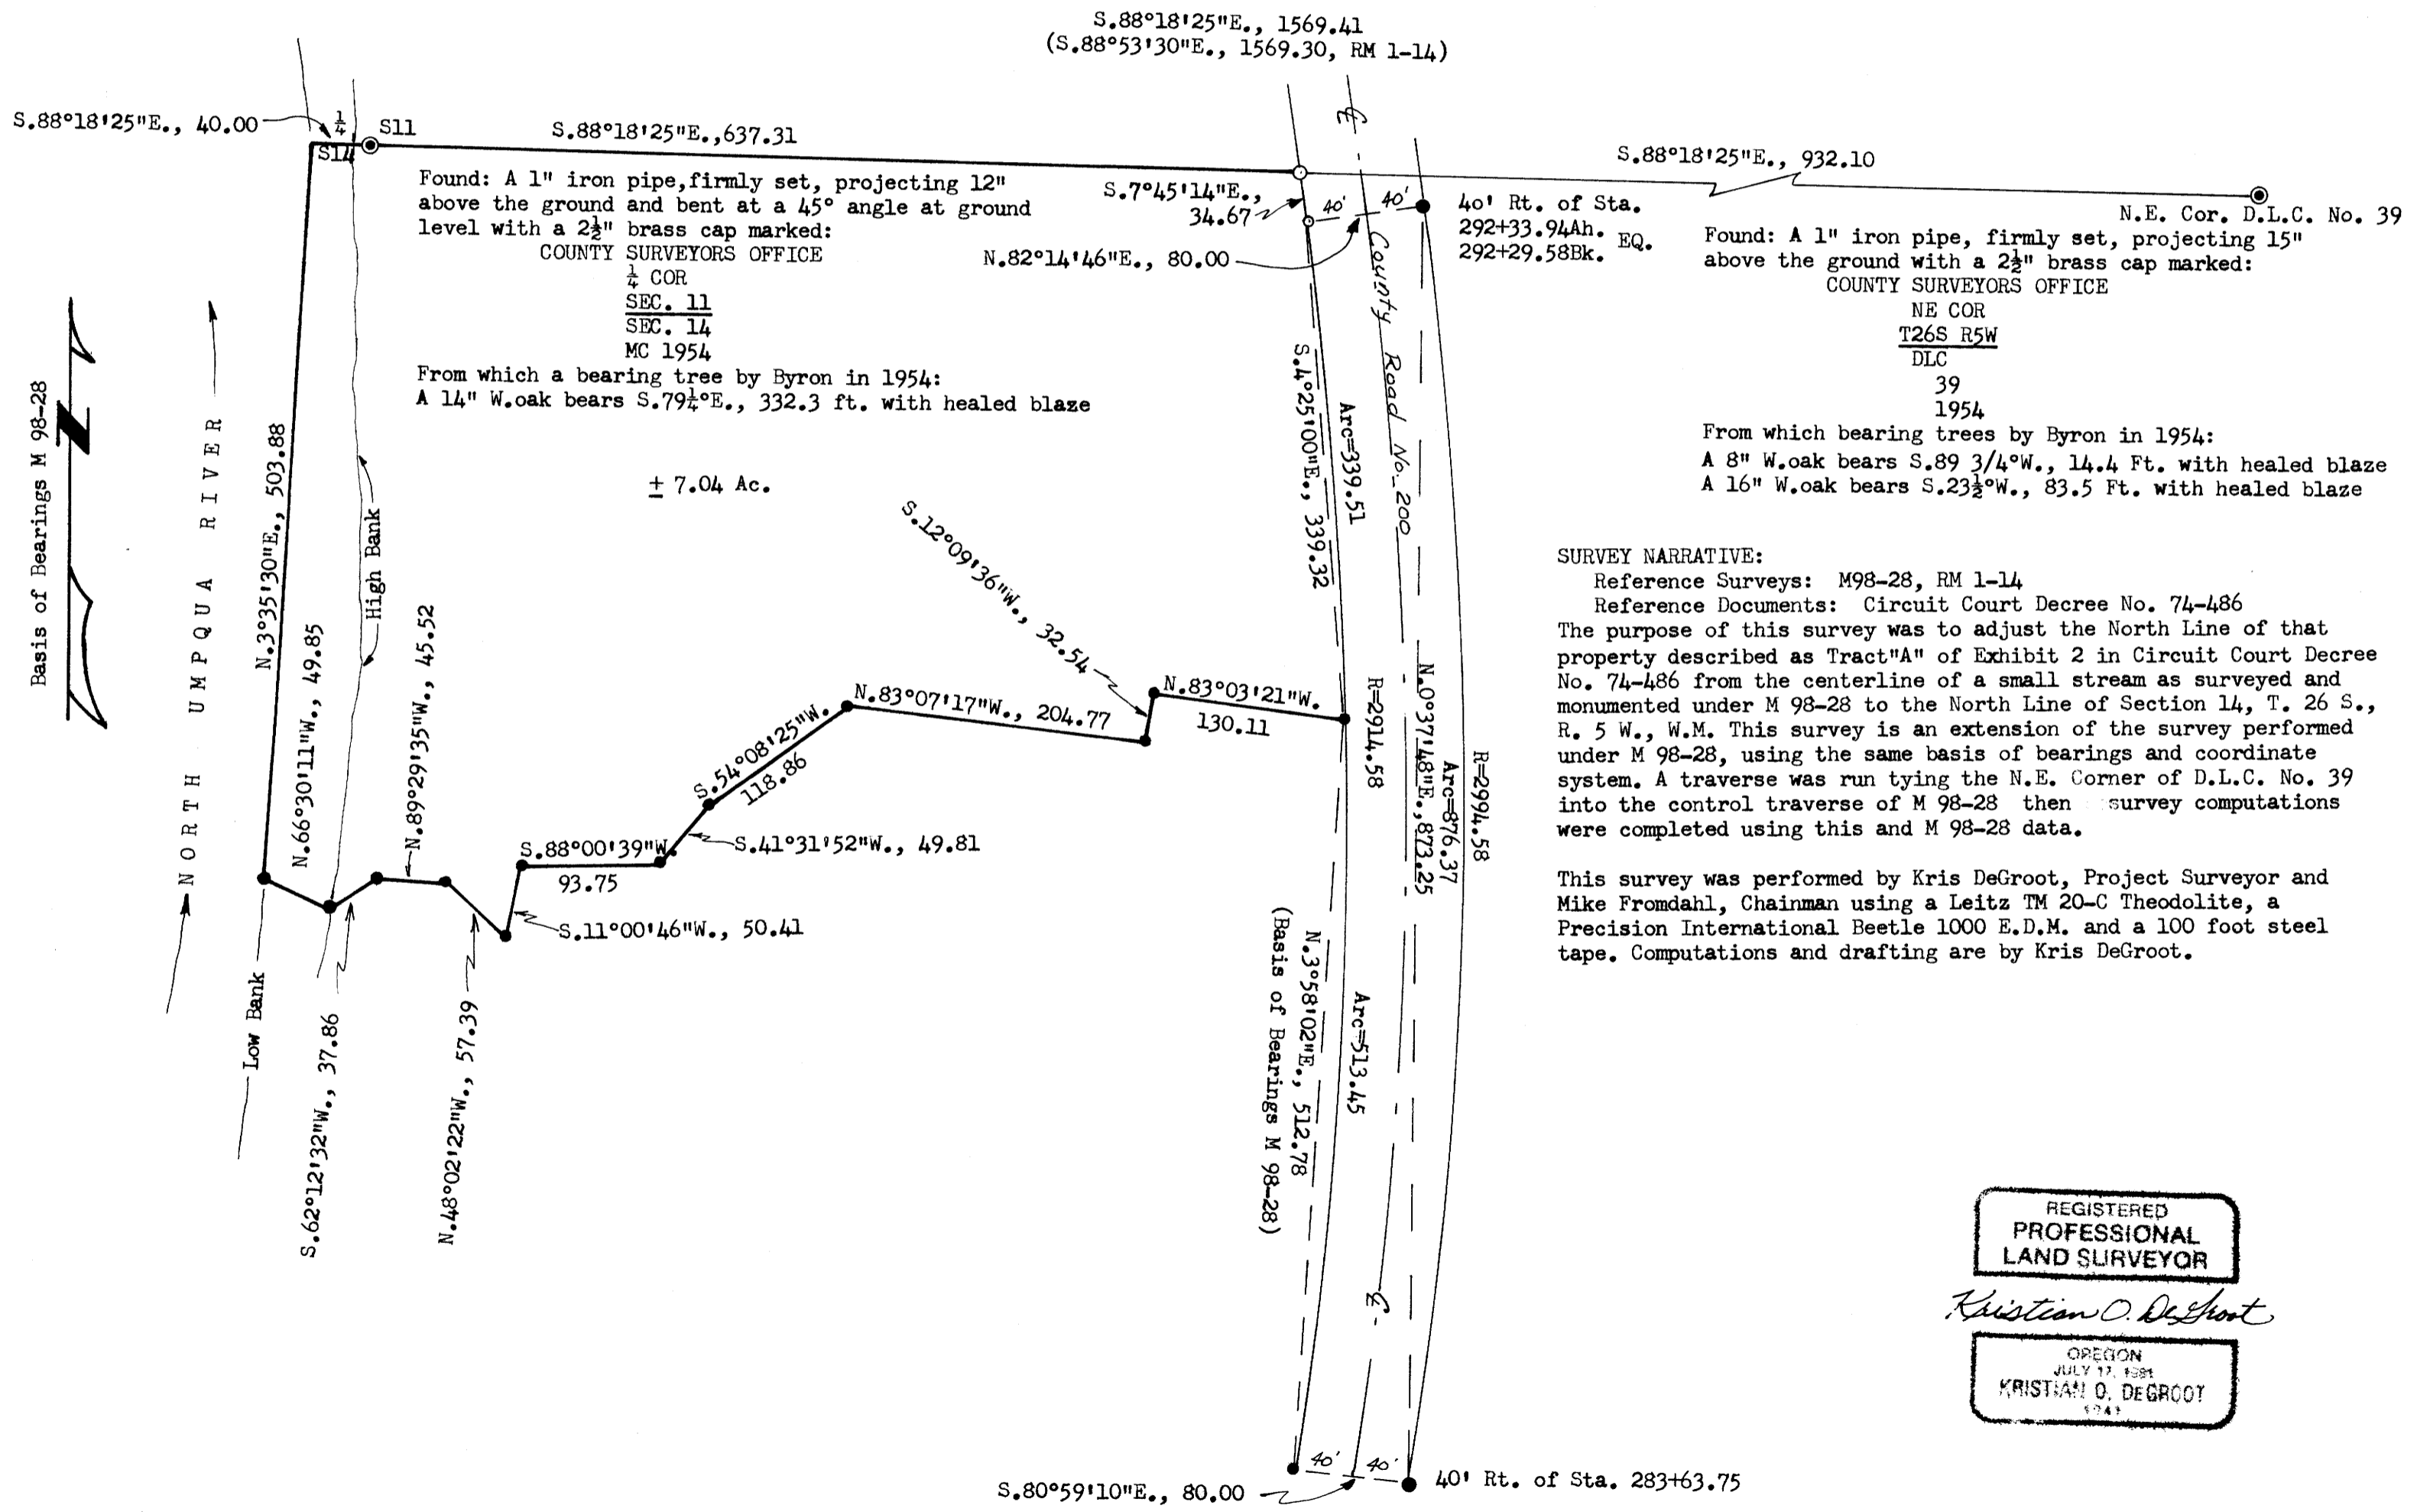 S.88°18'25"E., 1569.41
(S.88°53'30"E., 1569.30, RM 1-14)
S.88°18'25"E., 40.00
1/4
S11
S14
S.88°18'25"E.,637.31
S.88°18'25"E., 932.10
Found: A 1" iron pipe,firmly set, projecting 12"
above the ground and bent at a 45° angle at ground
level with a 2½" brass cap marked:
COUNTY SURVEYORS OFFICE
¼ COR
SEC. 11
SEC. 14
MC 1954
From which a bearing tree by Byron in 1954:
A 14" W.oak bears S.79¼°E., 332.3 ft. with healed blaze
± 7.04 Ac.
S.7°45'14"E.,
34.67
40' 40'
N.82°14'46"E., 80.00
40' Rt. of Sta.
292+33.94Ah.
292+29.58Bk.
EQ.
N.E. Cor. D.L.C. No. 39
Found: A 1" iron pipe, firmly set, projecting 15"
above the ground with a 2½" brass cap marked:
COUNTY SURVEYORS OFFICE
NE COR
T26S R5W
DLC
39
1954
From which bearing trees by Byron in 1954:
A 8" W.oak bears S.89 3/4°W., 14.4 Ft. with healed blaze
A 16" W.oak bears S.23½°W., 83.5 Ft. with healed blaze
SURVEY NARRATIVE:
Reference Surveys: M98-28, RM 1-14
Reference Documents: Circuit Court Decree No. 74-486
The purpose of this survey was to adjust the North Line of that
property described as Tract"A" of Exhibit 2 in Circuit Court Decree
No. 74-486 from the centerline of a small stream as surveyed and
monumented under M 98-28 to the North Line of Section 14, T. 26 S.,
R. 5 W., W.M. This survey is an extension of the survey performed
under M 98-28, using the same basis of bearings and coordinate
system. A traverse was run tying the N.E. Corner of D.L.C. No. 39
into the control traverse of M 98-28 then survey computations
were completed using this and M 98-28 data.
This survey was performed by Kris DeGroot, Project Surveyor and
Mike Fromdahl, Chainman using a Leitz TM 20-C Theodolite, a
Precision International Beetle 1000 E.D.M. and a 100 foot steel
tape. Computations and drafting are by Kris DeGroot.
Basis of Bearings M 98-28
N
NORTH UMPQUA RIVER
N.3°35'30"E., 503.88
High Bank
Low Bank
N.66°30'11"W., 49.85
N.89°29'35"W., 45.52
S.62°12'32"W., 37.86
N.48°02'22"W., 57.39
S.11°00'46"W., 50.41
S.88°00'39"W.
93.75
S.41°31'52"W., 49.81
S.54°08'25"W.
118.86
N.83°07'17"W., 204.77
S.12°09'36"W., 32.54
N.83°03'21"W.
130.11
S.4°25'00"E., 339.32
Arc=339.51
County Road No. 200
R=2914.58
N.0°37'48"E.,873.25
Arc=876.37
R=2994.58
N.3°58'02"E., 512.78
(Basis of Bearings M 98-28)
Arc=513.45
40' 40'
S.80°59'10"E., 80.00
40' Rt. of Sta. 283+63.75
REGISTERED
PROFESSIONAL
LAND SURVEYOR
Kristian O. DeGroot
OREGON
JULY 17, 1981
KRISTIAN O. DeGROOT